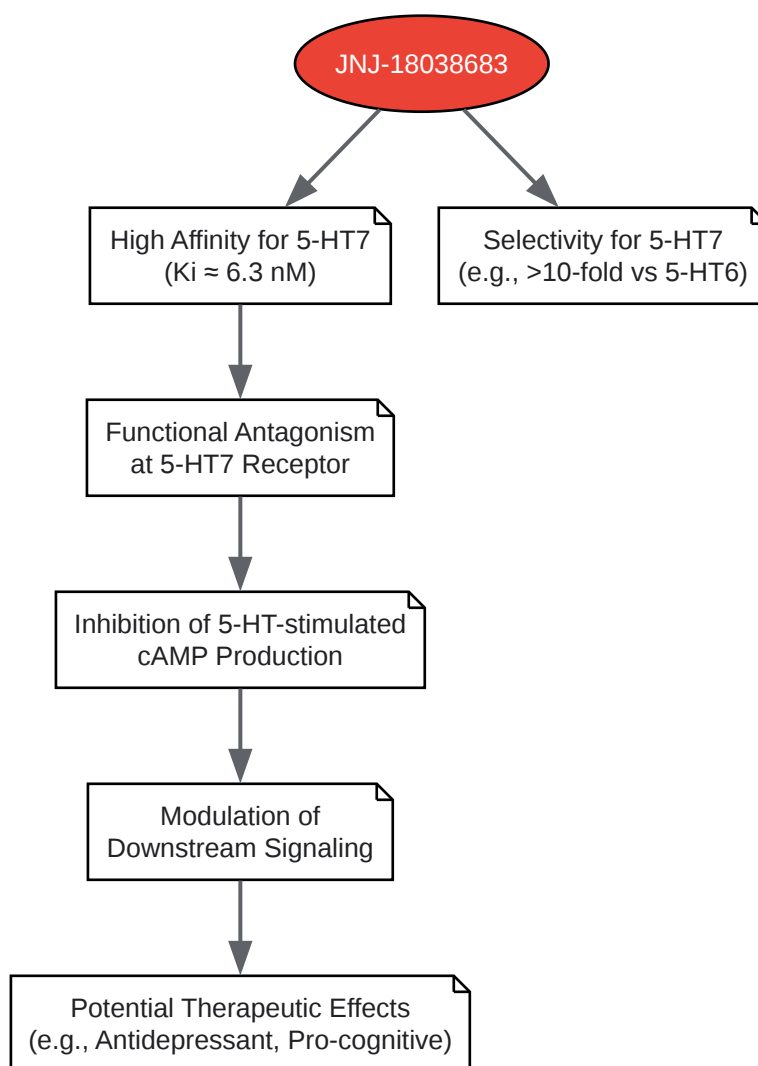 JNJ-18038683
High Affinity for 5-HT7
(Ki ≈ 6.3 nM)
Selectivity for 5-HT7
(e.g., >10-fold vs 5-HT6)
Functional Antagonism
at 5-HT7 Receptor
Inhibition of 5-HT-stimulated
cAMP Production
Modulation of
Downstream Signaling
Potential Therapeutic Effects
(e.g., Antidepressant, Pro-cognitive)